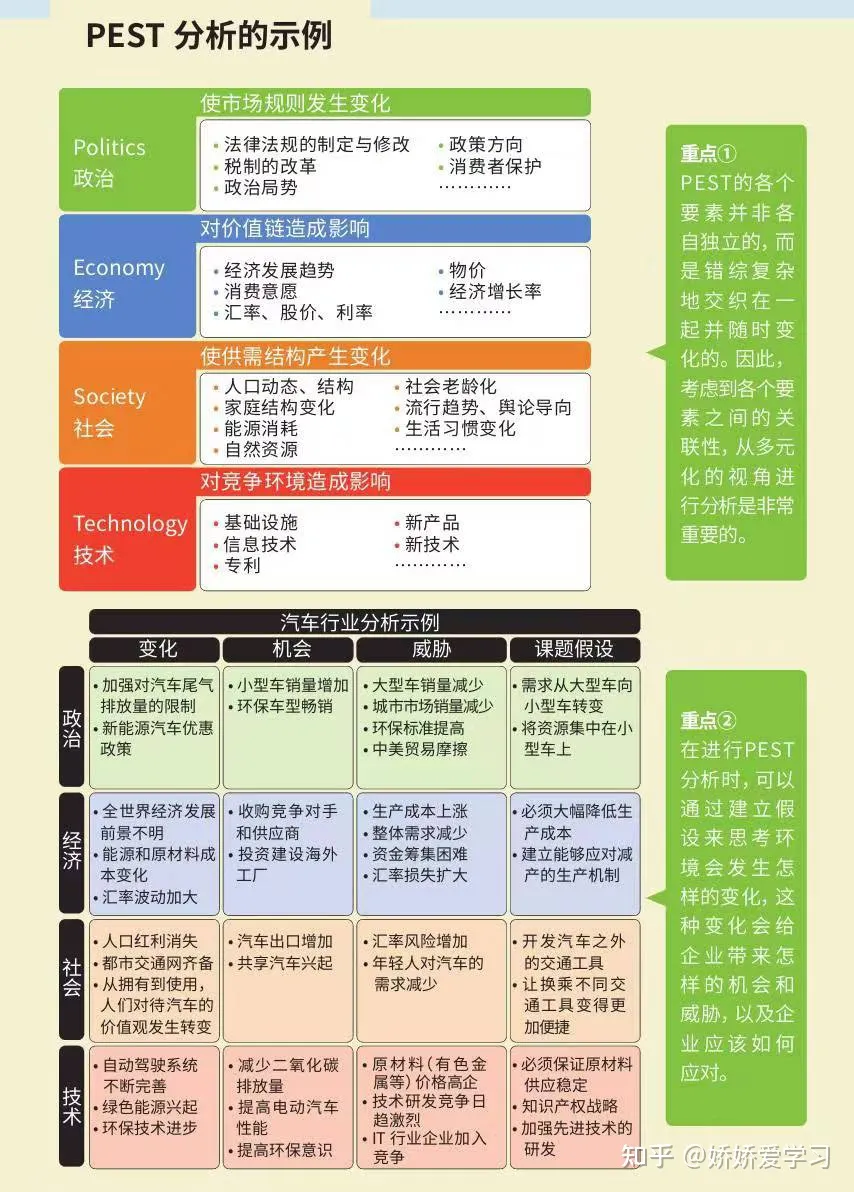 PEST 分析的示例
使市场规则发生变化
Politics
政治
• 法律法规的制定与修改
• 税制的改革
• 政治局势
• 政策方向
• 消费者保护
…………
对价值链造成影响
Economy
经济
• 经济发展趋势
• 消费意愿
• 汇率、股价、利率
• 物价
• 经济增长率
…………
使供需结构产生变化
Society
社会
• 人口动态、结构
• 家庭结构变化
• 能源消耗
• 自然资源
• 社会老龄化
• 流行趋势、舆论导向
• 生活习惯变化
…………
对竞争环境造成影响
Technology
技术
• 基础设施
• 信息技术
• 专利
• 新产品
• 新技术
…………
重点①
PEST的各个
要素并非各
自独立的,而
是错综复杂
地交织在一
起并随时变
化的。因此,
考虑到各个要
素之间的关
联性,从多元
化的视角进
行分析是非常
重要的。
汽车行业分析示例
变化
机会
威胁
课题假设
政治
• 加强对汽车尾气
排放量的限制
• 新能源汽车优惠
政策
• 小型车销量增加
• 环保车型畅销
• 大型车销量减少
• 城市市场销量减少
• 环保标准提高
• 中美贸易摩擦
• 需求从大型车向
小型车转变
• 将资源集中在小
型车上
经济
• 全世界经济发展
前景不明
• 能源和原材料成
本变化
• 汇率波动加大
• 收购竞争对手
和供应商
• 投资建设海外
工厂
• 生产成本上涨
• 整体需求减少
• 资金筹集困难
• 汇率损失扩大
• 必须大幅降低生
产成本
• 建立能够应对减
产的生产机制
社会
• 人口红利消失
• 都市交通网齐备
• 从拥有到使用,
人们对待汽车的
价值观发生转变
• 汽车出口增加
• 共享汽车兴起
• 汇率风险增加
• 年轻人对汽车的
需求减少
• 开发汽车之外
的交通工具
• 让换乘不同交
通工具变得更
加便捷
技术
• 自动驾驶系统
不断完善
• 绿色能源兴起
• 环保技术进步
• 减少二氧化碳
排放量
• 提高电动汽车
性能
• 提高环保意识
• 原材料(有色金
属等)价格高企
• 技术研发竞争日
趋激烈
• IT 行业企业加入
竞争
• 必须保证原材料
供应稳定
• 知识产权战略
• 加强先进技术的
研发
重点②
在进行PEST
分析时,可以
通过建立假
设来思考环
境会发生怎
样的变化,这
种变化会给
企业带来怎
样的机会和
威胁,以及企
业应该如何
应对。
知乎 @娇娇爱学习